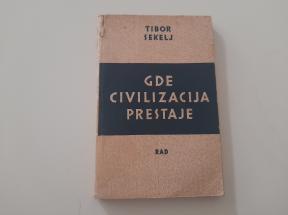 TIBOR
SEKELJ
GDE
CIVILIZACIJA
PRESTAJE
RAD